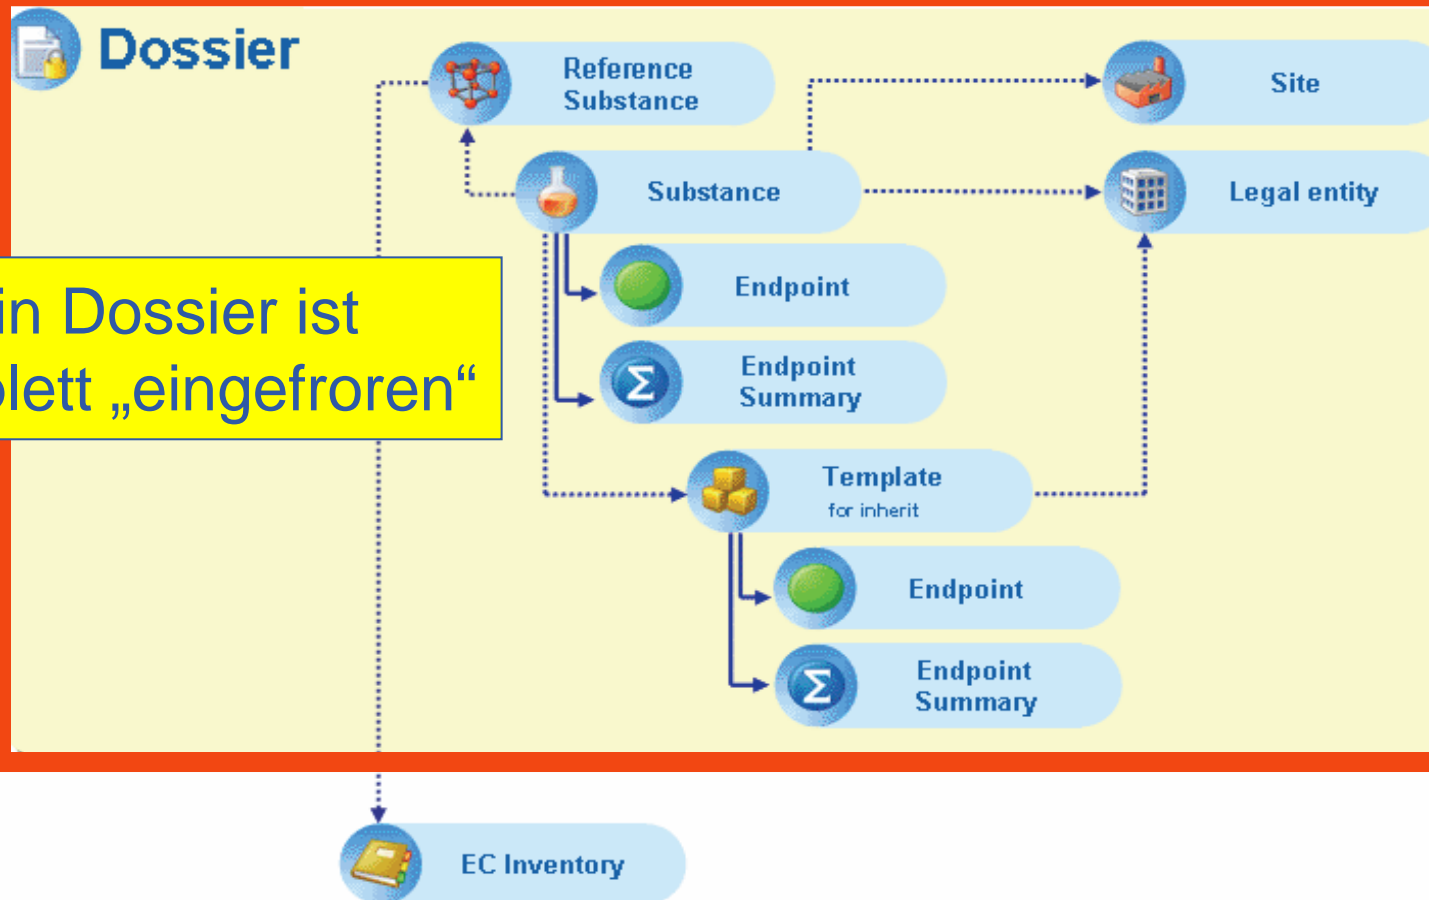 Dossier
Reference
Substance
Site
Substance
Legal entity
in Dossier ist
lett „eingefroren“
Endpoint
Endpoint
Summary
Template
for inherit
Endpoint
Endpoint
Summary
EC Inventory